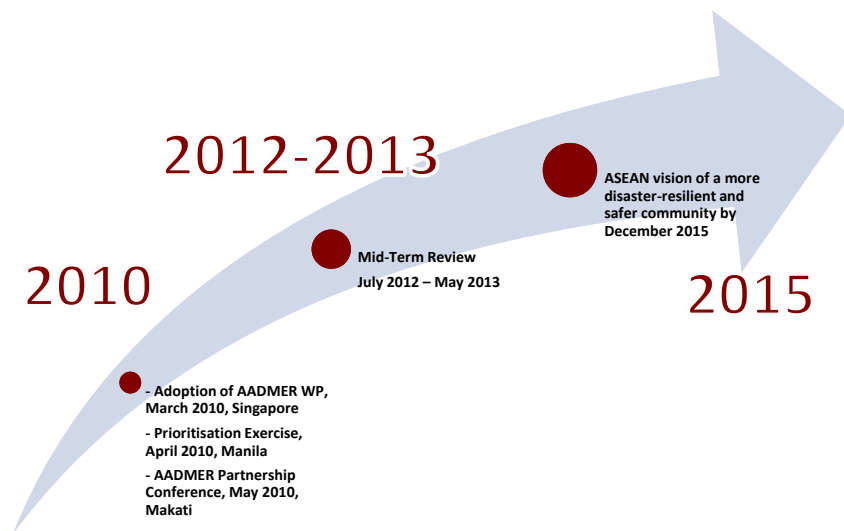 2010
- Adoption of AADMER WP,
March 2010, Singapore
- Prioritisation Exercise,
April 2010, Manila
- AADMER Partnership
Conference, May 2010,
Makati
2012-2013
Mid-Term Review
July 2012 – May 2013
ASEAN vision of a more
disaster-resilient and
safer community by
December 2015
2015